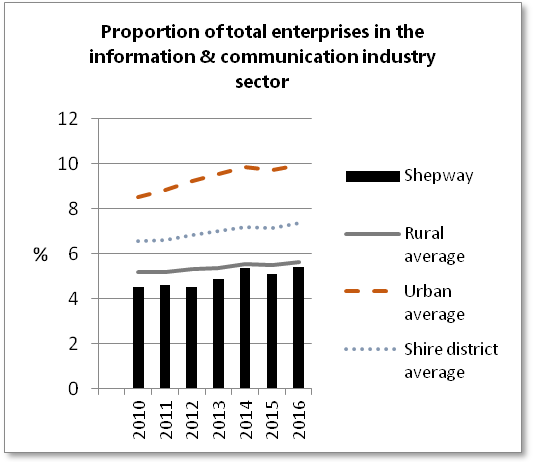 Proportion of total enterprises in the
information & communication industry
sector
12
10
8
6
4
2
0
%
2010
2011
2012
2013
2014
2015
2016
Shepway
Rural
average
Urban
average
Shire district
average